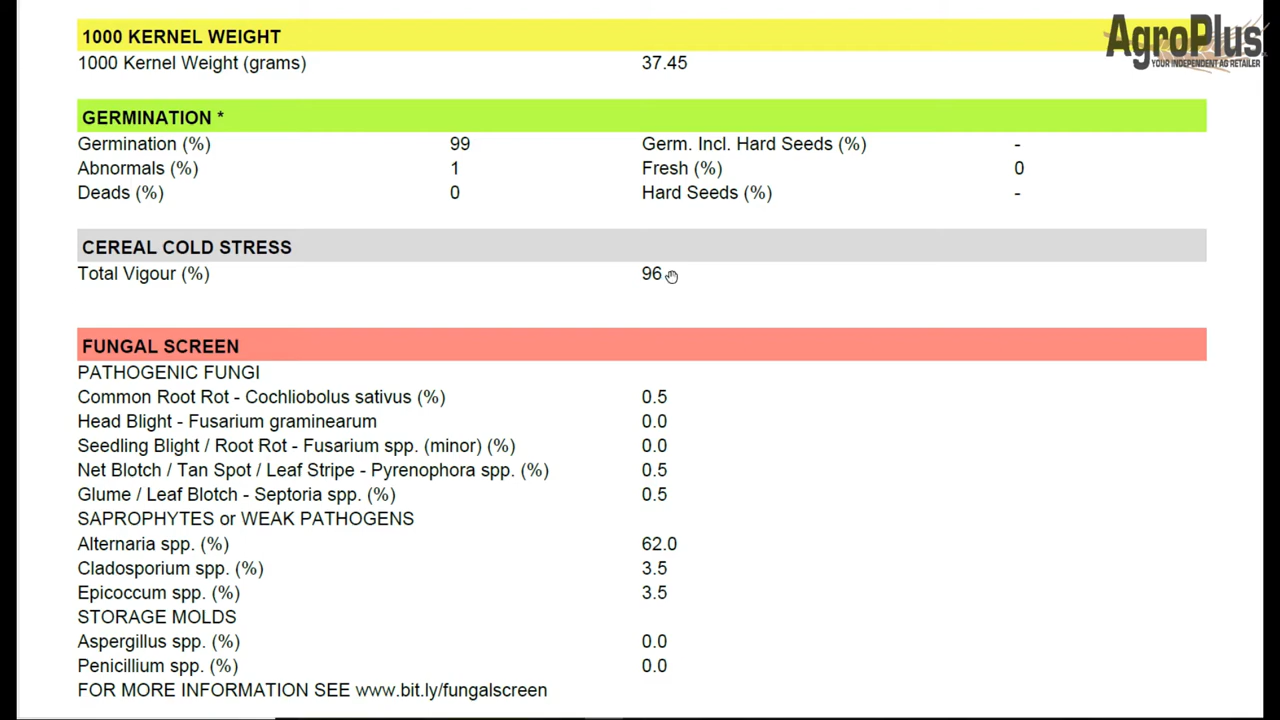 AgroPlus
YOUR INDEPENDENT AG RETAILER
1000 KERNEL WEIGHT
1000 Kernel Weight (grams) 37.45
GERMINATION *
Germination (%) 99 Germ. Incl. Hard Seeds (%) -
Abnormals (%) 1 Fresh (%) 0
Deads (%) 0 Hard Seeds (%) -
CEREAL COLD STRESS
Total Vigour (%) 96
FUNGAL SCREEN
PATHOGENIC FUNGI
Common Root Rot - Cochliobolus sativus (%) 0.5
Head Blight - Fusarium graminearum 0.0
Seedling Blight / Root Rot - Fusarium spp. (minor) (%) 0.0
Net Blotch / Tan Spot / Leaf Stripe - Pyrenophora spp. (%) 0.5
Glume / Leaf Blotch - Septoria spp. (%) 0.5
SAPROPHYTES or WEAK PATHOGENS
Alternaria spp. (%) 62.0
Cladosporium spp. (%) 3.5
Epicoccum spp. (%) 3.5
STORAGE MOLDS
Aspergillus spp. (%) 0.0
Penicillium spp. (%) 0.0
FOR MORE INFORMATION SEE www.bit.ly/fungalscreen